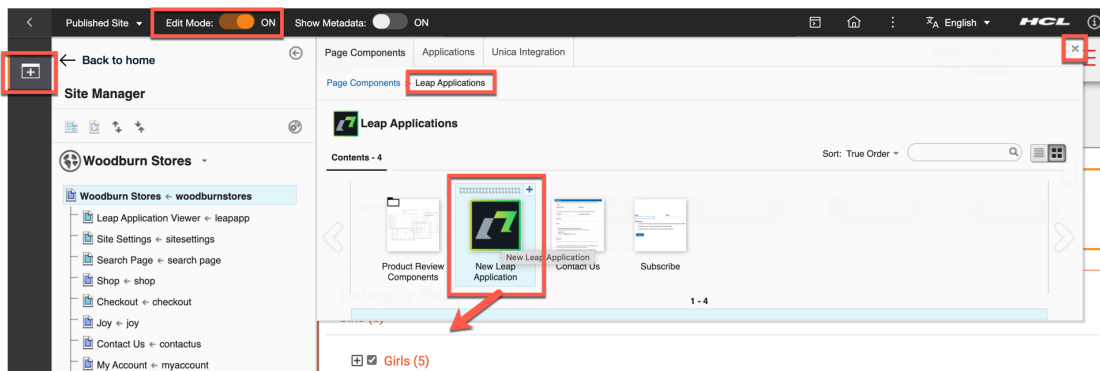 Published Site
Edit Mode: ON
Show Metadata: ON
English
HCL
Back to home
Site Manager
Woodburn Stores
Woodburn Stores ← woodburnstores
Leap Application Viewer ← leapapp
Site Settings ← sitesettings
Search Page ← search page
Shop ← shop
Checkout ← checkout
Joy ← joy
Contact Us ← contactus
My Account ← myaccount
Page Components Applications Unica Integration
Page Components Leap Applications
Leap Applications
Contents - 4
Sort: True Order
Product Review
Components
New Leap
Application
New Leap Application
Contact Us
Subscribe
1 - 4
Girls (5)